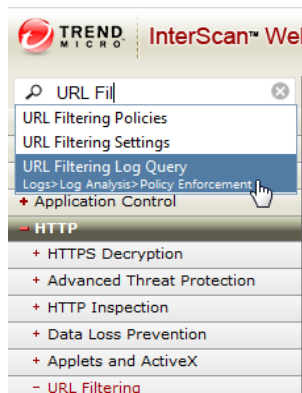 TREND MICRO InterScan™ We
URL Fil
URL Filtering Policies
URL Filtering Settings
URL Filtering Log Query
Logs>Log Analysis>Policy Enforcement
+ Application Control
− HTTP
+ HTTPS Decryption
+ Advanced Threat Protection
+ HTTP Inspection
+ Data Loss Prevention
+ Applets and ActiveX
− URL Filtering